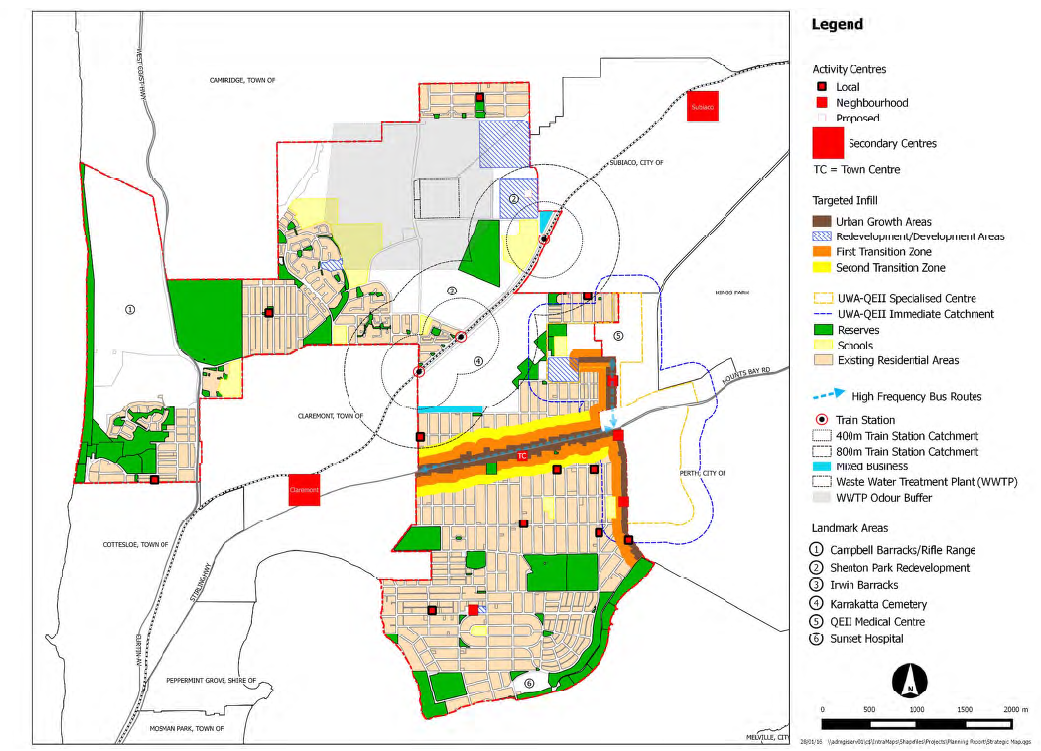 WEST COAST HWY
CAMIRIDGE, TOWN OF
Subiaco
SUBIACO, CITY OF
2
1
2
4
5
KINGS PARK
MOUNTS BAY RD
CLAREMONT, TOWN OF
TC
PERTH, CITY OF
Claremont
COTTESLOE, TOWN OF
STIRLING HWY
CURTIN AV
6
PEPPERMINT GROVE, SHIRE OF
MOSMAN PARK, TOWN OF
MELVILLE, CITY
Legend
Activity Centres
Local
Neghbourhood
Proposed
Secondary Centres
TC = Town Centre
Targeted Infill
Urban Growth Areas
Redevelopment/Development Areas
First Transition Zone
Second Transition Zone
UWA-QEII Specialised Centre
UWA-QEII Immediate Catchment
Reserves
Schools
Existing Residential Areas
High Frequency Bus Routes
Train Station
400m Train Station Catchment
800m Train Station Catchment
Mixed Business
Waste Water Treatment Plant (WWTP)
WWTP Odour Buffer
Landmark Areas
1 Campbell Barracks/Rifle Range
2 Shenton Park Redevelopment
3 Irwin Barracks
4 Karrakatta Cemetery
5 QEII Medical Centre
6 Sunset Hospital
N
0 500 1000 1500 2000 m